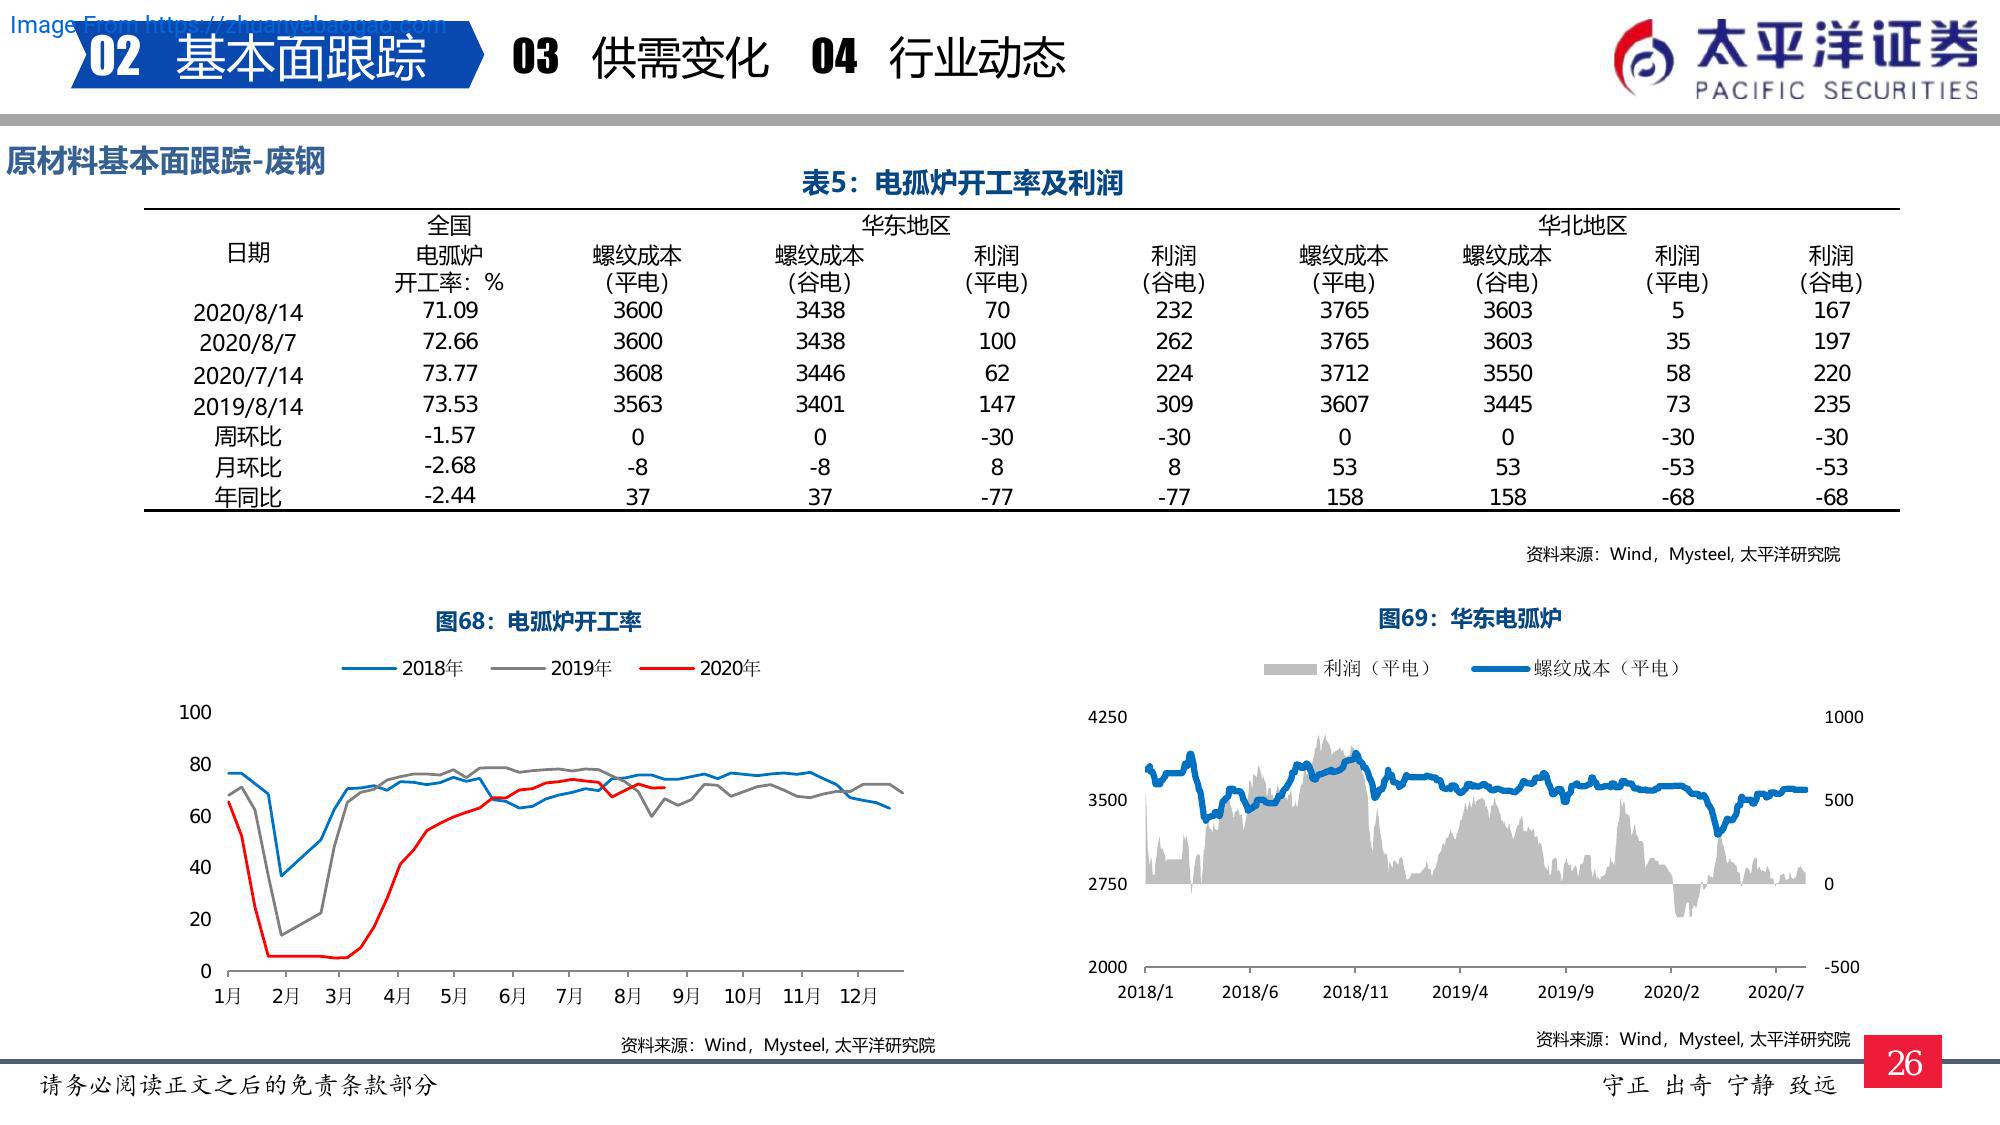 Image From https://zhuanyebaogao.com
02 基本面跟踪 03 供需变化 04 行业动态
太平洋证券
PACIFIC SECURITIES
原材料基本面跟踪-废钢
表5：电弧炉开工率及利润
全国 华东地区 华北地区
日期 电弧炉 螺纹成本 螺纹成本 利润 利润 螺纹成本 螺纹成本 利润 利润
开工率：% （平电） （谷电） （平电） （谷电） （平电） （谷电） （平电） （谷电）
2020/8/14 71.09 3600 3438 70 232 3765 3603 5 167
2020/8/7 72.66 3600 3438 100 262 3765 3603 35 197
2020/7/14 73.77 3608 3446 62 224 3712 3550 58 220
2019/8/14 73.53 3563 3401 147 309 3607 3445 73 235
周环比 -1.57 0 0 -30 -30 0 0 -30 -30
月环比 -2.68 -8 -8 8 8 53 53 -53 -53
年同比 -2.44 37 37 -77 -77 158 158 -68 -68
资料来源：Wind，Mysteel, 太平洋研究院
图68：电弧炉开工率
2018年 2019年 2020年
100
80
60
40
20
0
1月 2月 3月 4月 5月 6月 7月 8月 9月 10月 11月 12月
资料来源：Wind，Mysteel, 太平洋研究院
图69：华东电弧炉
利润（平电） 螺纹成本（平电）
4250 1000
3500 500
2750 0
2000 -500
2018/1 2018/6 2018/11 2019/4 2019/9 2020/2 2020/7
资料来源：Wind，Mysteel, 太平洋研究院
26
请务必阅读正文之后的免责条款部分
守正 出奇 宁静 致远